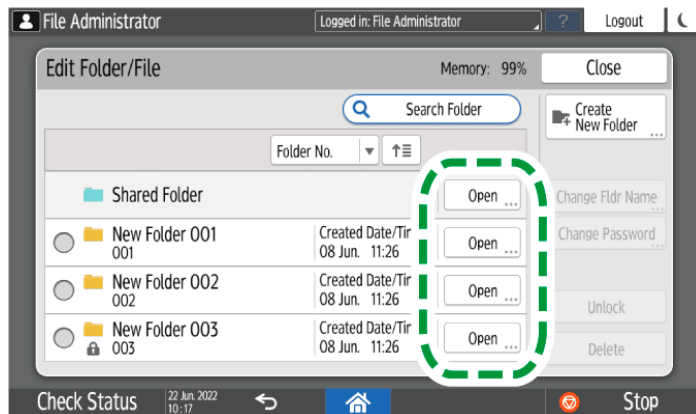 File Administrator
Logged in: File Administrator
?
Logout
Edit Folder/File
Memory: 99%
Close
Search Folder
Create
New Folder
Folder No.
Shared Folder
Open
Change Fldr Name
New Folder 001
001
Created Date/Tir
08 Jun. 11:26
Open
Change Password
New Folder 002
002
Created Date/Tir
08 Jun. 11:26
Open
Unlock
New Folder 003
003
Created Date/Tir
08 Jun. 11:26
Open
Delete
Check Status
22 Jun. 2022
10:17
Stop